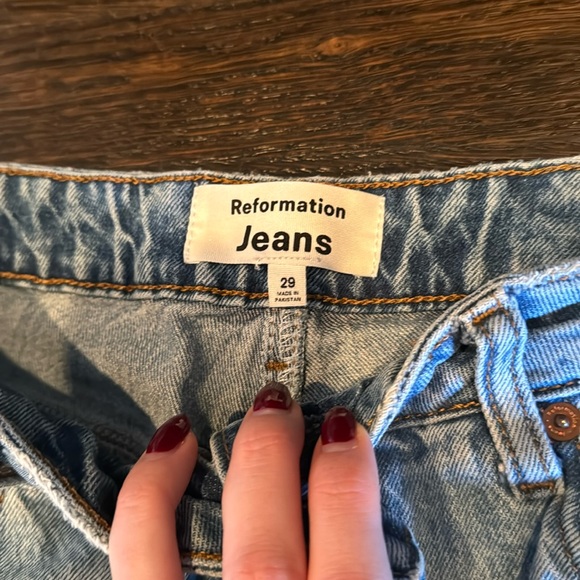 Reformation
Jeans
29
MADE IN
PAKISTAN